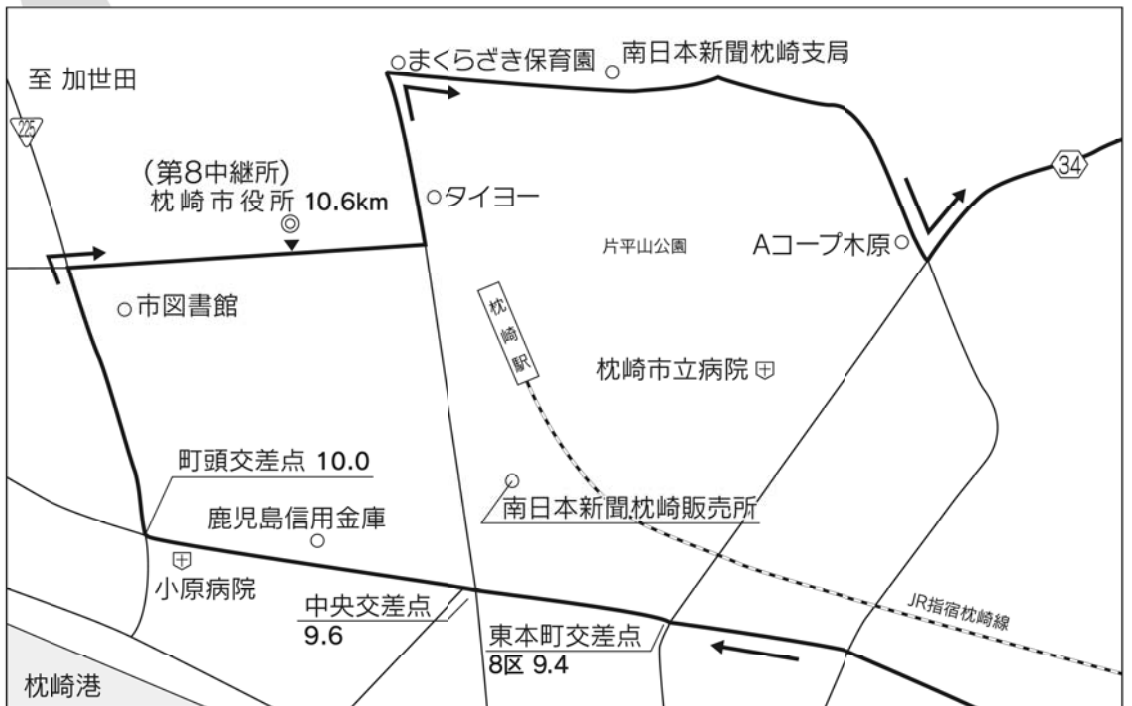 まくらざき保育園
南日本新聞枕崎支局
至 加世田
225
(第8中継所)
枕崎市役所 10.6km
タイヨー
34
片平山公園
Aコープ木原
市図書館
枕崎駅
枕崎市立病院
町頭交差点 10.0
鹿児島信用金庫
南日本新聞枕崎販売所
小原病院
中央交差点
9.6
東本町交差点
8区 9.4
JR指宿枕崎線
枕崎港